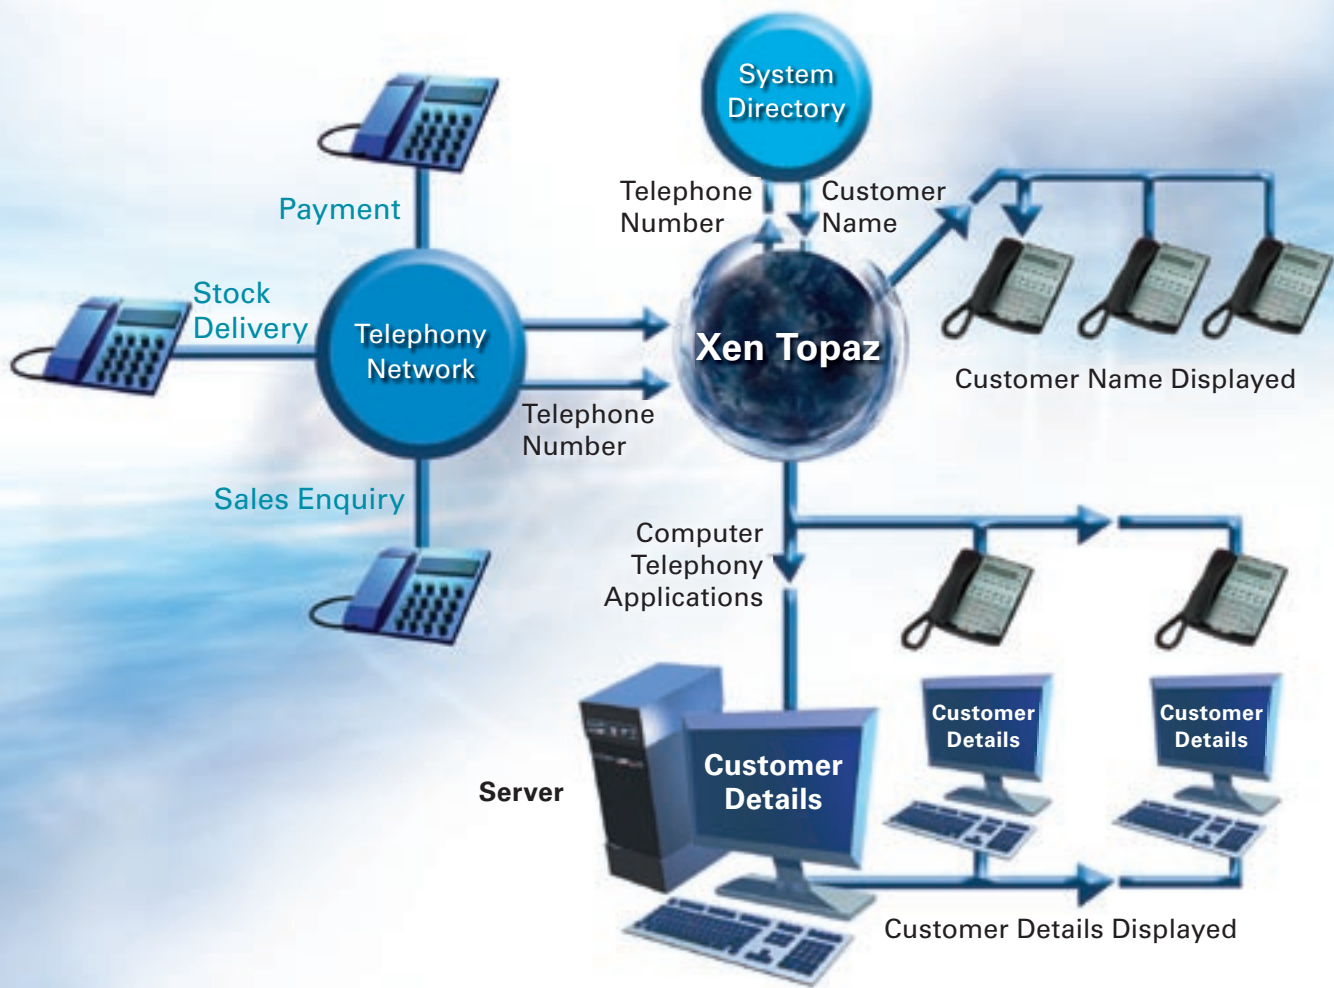 System
Directory
Payment
Telephone
Number
Customer
Name
Stock
Delivery
Telephony
Network
Xen Topaz
Customer Name Displayed
Telephone
Number
Sales Enquiry
Computer
Telephony
Applications
Customer
Details
Customer
Details
Customer
Details
Server
Customer Details Displayed